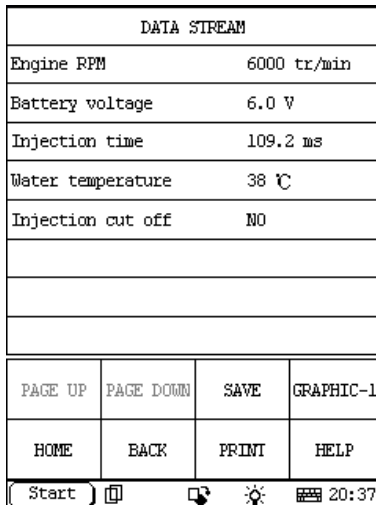 DATA STREAM
Engine RPM 6000 tr/min
Battery voltage 6.0 V
Injection time 109.2 ms
Water temperature 38 ℃
Injection cut off NO
PAGE UP PAGE DOWN SAVE GRAPHIC-1
HOME BACK PRINT HELP
Start 20:37